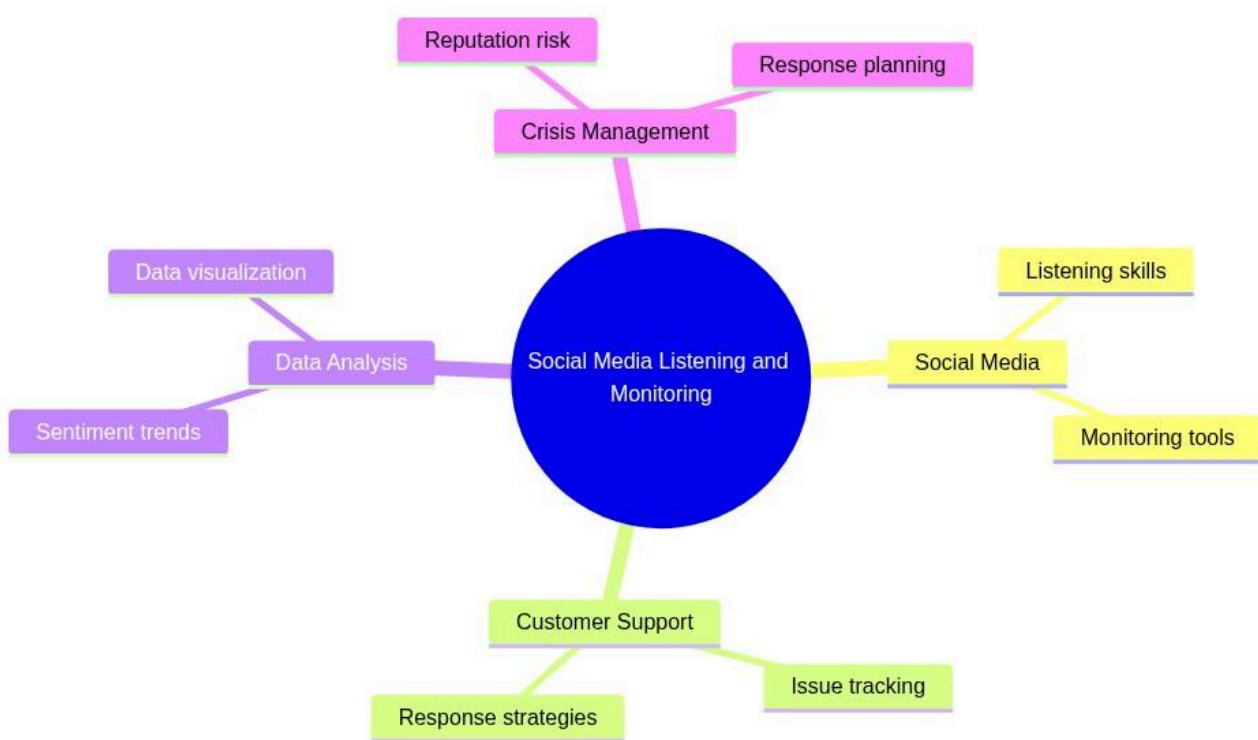 Reputation risk
Response planning
Crisis Management
Data visualization
Listening skills
Data Analysis
Social Media Listening and
Monitoring
Social Media
Sentiment trends
Monitoring tools
Customer Support
Issue tracking
Response strategies